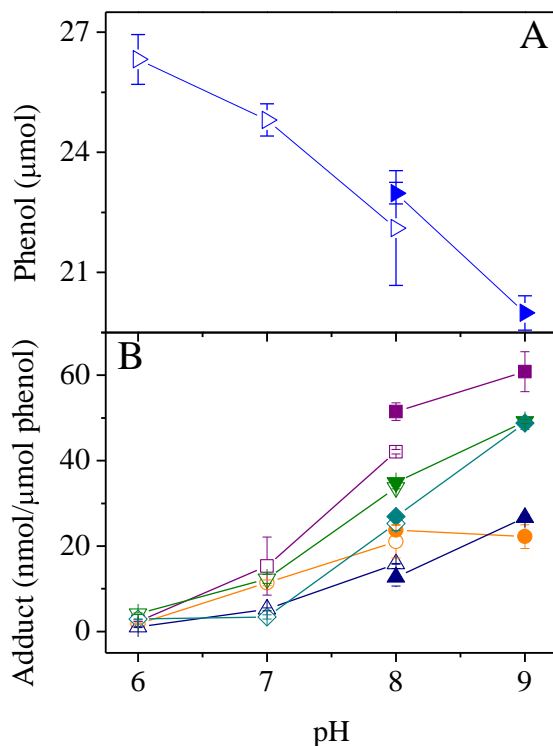 A
27
24
21
Phenol (μmol)
B
60
40
20
0
Adduct (nmol/μmol phenol)
6 7 8 9
pH